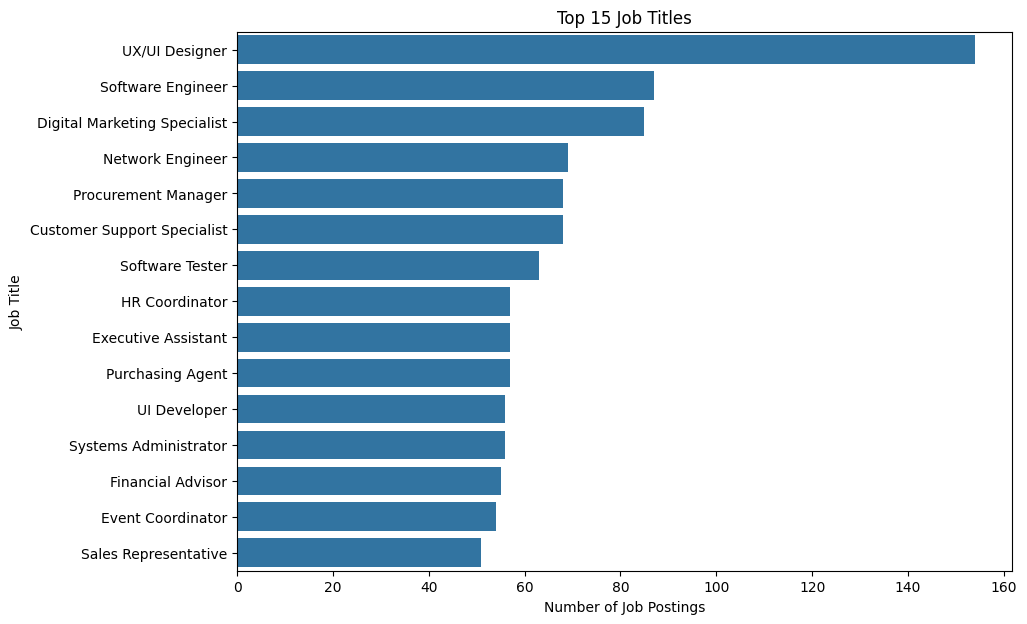 Top 15 Job Titles
Job Title
UX/UI Designer
Software Engineer
Digital Marketing Specialist
Network Engineer
Procurement Manager
Customer Support Specialist
Software Tester
HR Coordinator
Executive Assistant
Purchasing Agent
UI Developer
Systems Administrator
Financial Advisor
Event Coordinator
Sales Representative
0 20 40 60 80 100 120 140 160
Number of Job Postings